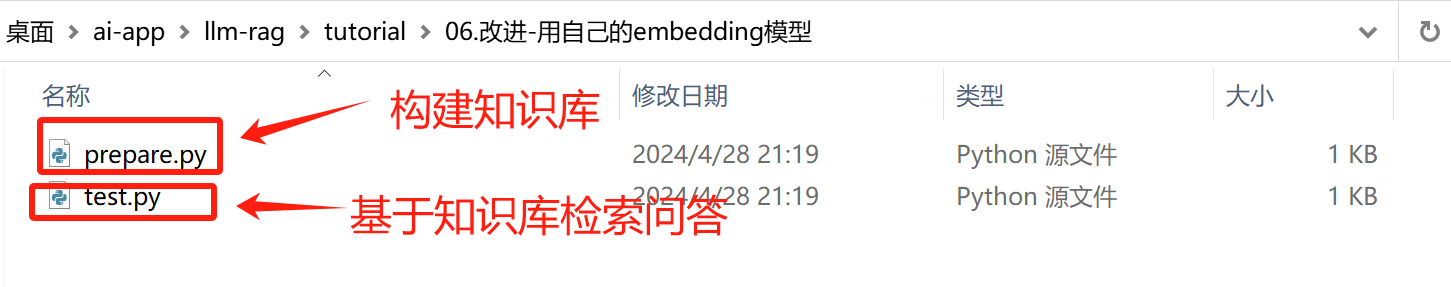 桌面 > ai-app > llm-rag > tutorial > 06.改进-用自己的embedding模型
名称 修改日期 类型 大小
构建知识库
prepare.py 2024/4/28 21:19 Python 源文件 1 KB
test.py 2024/4/28 21:19 Python 源文件 1 KB
基于知识库检索问答